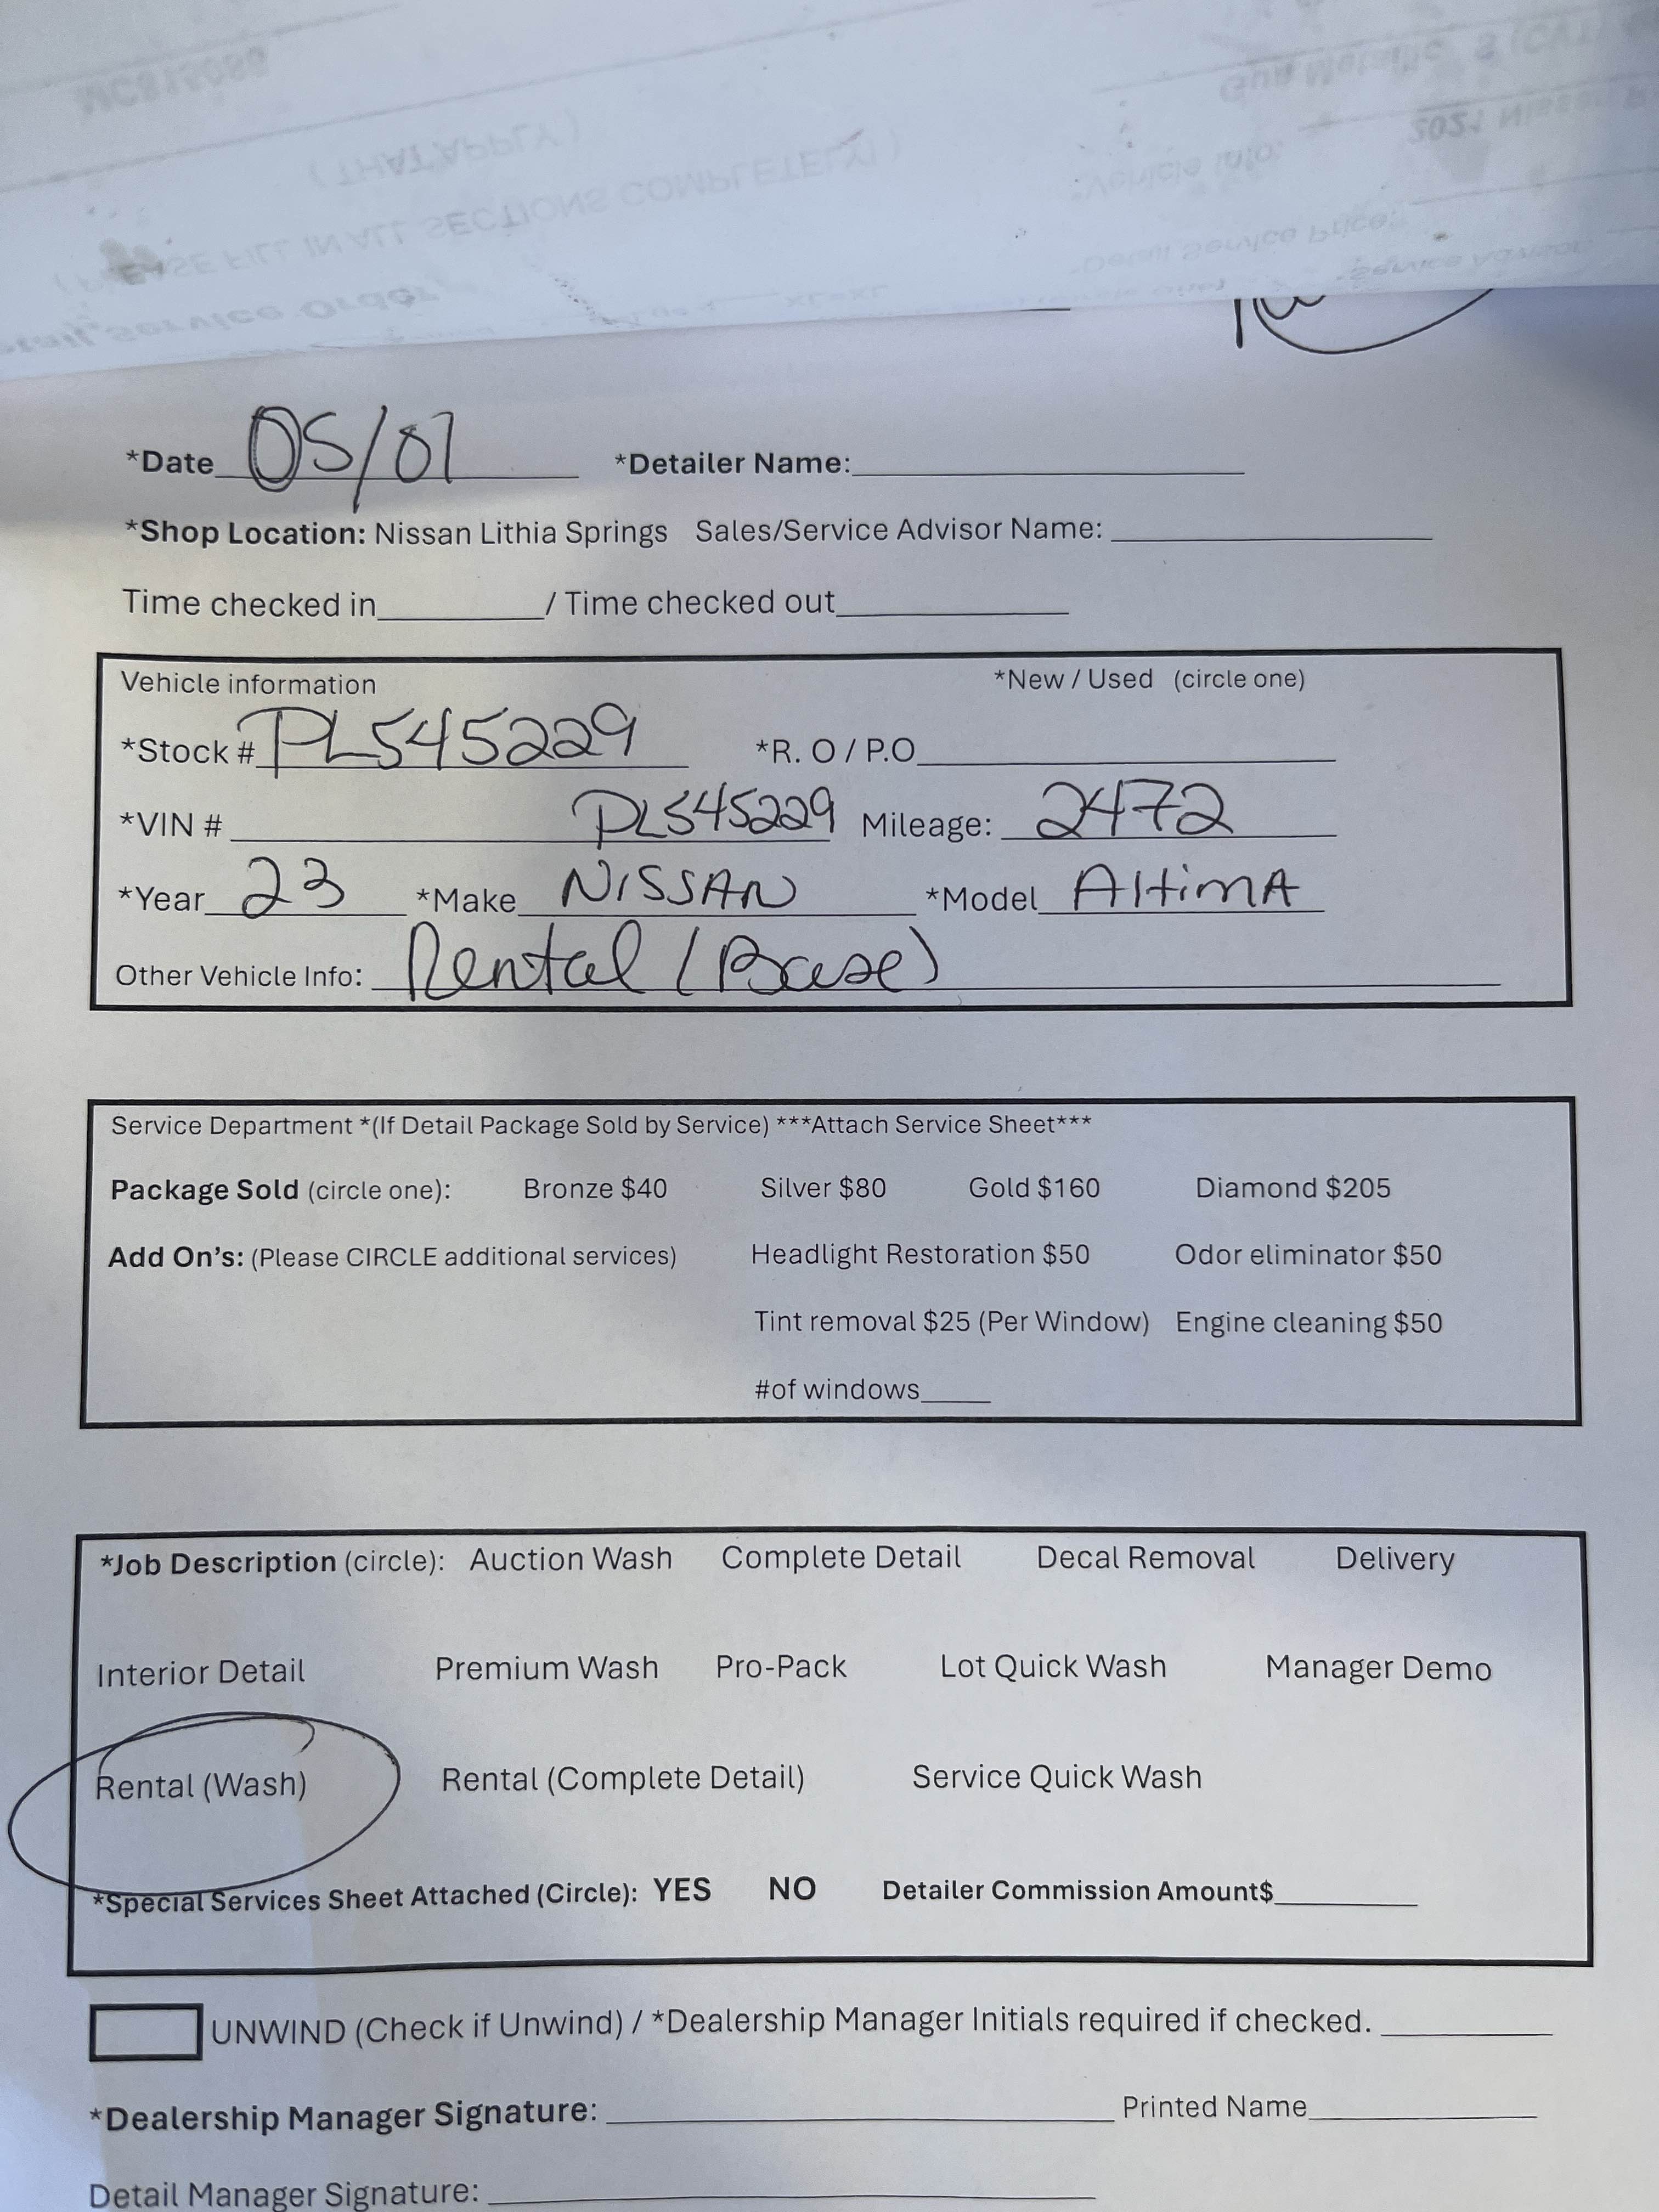 *Date 05/01 *Detailer Name:
*Shop Location: Nissan Lithia Springs Sales/Service Advisor Name:
Time checked in / Time checked out
Vehicle information *New / Used (circle one)
*Stock # PL545229 *R. O / P.O
*VIN # PL545229 Mileage: 2472
*Year 23 *Make NISSAN *Model AltimA
Other Vehicle Info: Rental (Base)
Service Department *(If Detail Package Sold by Service) ***Attach Service Sheet***
Package Sold (circle one): Bronze $40 Silver $80 Gold $160 Diamond $205
Add On's: (Please CIRCLE additional services) Headlight Restoration $50 Odor eliminator $50
Tint removal $25 (Per Window) Engine cleaning $50
#of windows
*Job Description (circle): Auction Wash Complete Detail Decal Removal Delivery
Interior Detail Premium Wash Pro-Pack Lot Quick Wash Manager Demo
Rental (Wash) Rental (Complete Detail) Service Quick Wash
*Special Services Sheet Attached (Circle): YES NO Detailer Commission Amount$
UNWIND (Check if Unwind) / *Dealership Manager Initials required if checked.
*Dealership Manager Signature: Printed Name
Detail Manager Signature: